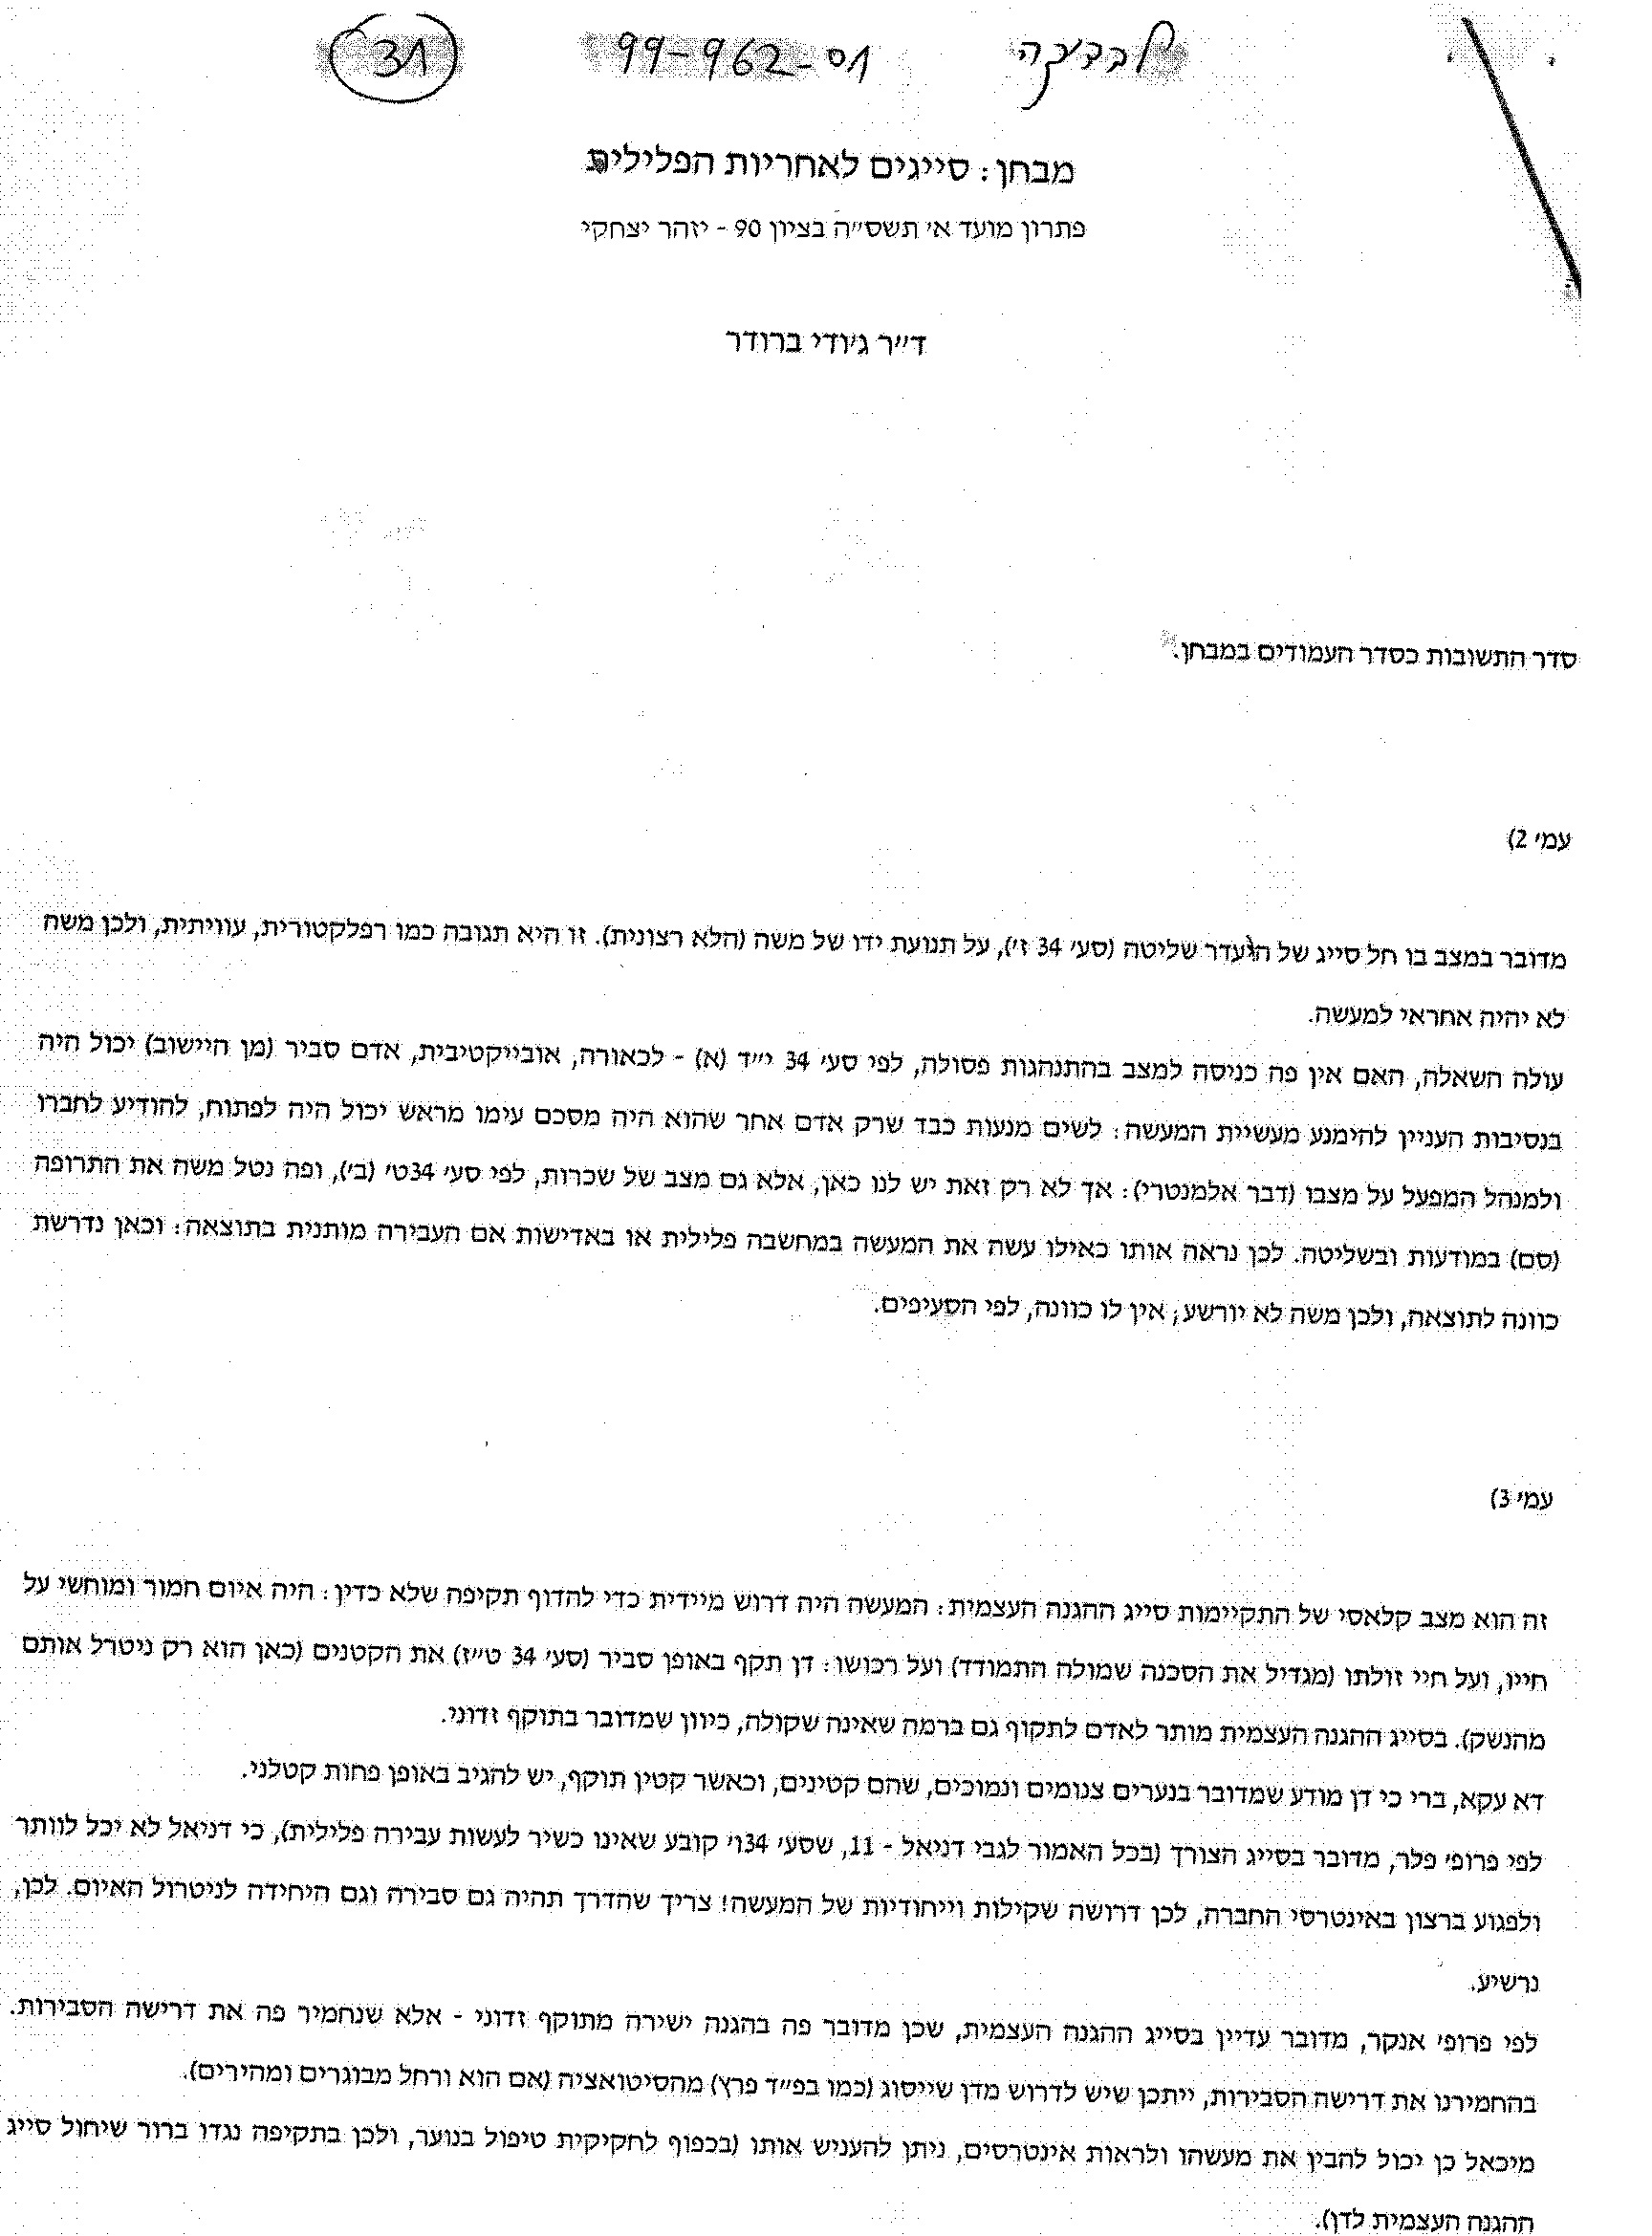 לבדיקה 99-962-01 (31)
מבחן: סייגים לאחריות הפלילית
פתרון מועד א׳ תשס״ה בציון 90 - יזהר יצחקי
ד״ר ג׳ודי ברודר
סדר התשובות כסדר העמודים במבחן.
עמ׳ 2)
מדובר במצב בו חל סייג של העדר שליטה (סע׳ 34 ז׳), על תנועת ידו של משה (הלא רצונית). זו היא תגובה כמו רפלקטורית, עוויתית, ולכן משה
לא יהיה אחראי למעשה.
עולה השאלה, האם אין פה כניסה למצב בהתנהגות פסולה, לפי סע׳ 34 י״ד (א) - לכאורה, אובייקטיבית, אדם סביר (מן היישוב) יכול היה
בנסיבות העניין להימנע מעשיית המעשה: לשים מנעות כבד שרק אדם אחר שהוא היה מסכם עימו מראש יכול היה לפתוח, להודיע לחברו
ולמנהל המפעל על מצבו (דבר אלמנטרי): אך לא רק זאת יש לנו כאן, אלא גם מצב של שכרות, לפי סע׳ 34ט׳ (ב׳), ופה נטל משה את התרופה
(סם) במודעות ובשליטה. לכן נראה אותו כאילו עשה את המעשה במחשבה פלילית או באדישות אם העבירה מותנית בתוצאה: וכאן נדרשת
כוונה לתוצאה, ולכן משה לא יורשע; אין לו כוונה, לפי הסעיפים.
עמ׳ 3)
זה הוא מצב קלאסי של התקיימות סייג ההגנה העצמית: המעשה היה דרוש מיידית כדי להדוף תקיפה שלא כדין: היה איום חמור ומוחשי על
חייו, ועל חיי זולתו (מגדיל את הסכנה שמולה התמודד) ועל רכושו: דן תקף באופן סביר (סע׳ 34 ט״ז) את הקטנים (כאן הוא רק ניטרל אותם
מהנשק). בסייג ההגנה העצמית מותר לאדם לתקוף גם ברמה שאינה שקולה, כיוון שמדובר בתוקף זדוני.
דא עקא, ברי כי דן מודע שמדובר בנערים צנומים ונמוכים, שהם קטינים, וכאשר קטין תוקף, יש להגיב באופן פחות קטלני.
לפי פרופ׳ פלר, מדובר בסייג הצורך (בכל האמור לגבי דניאל - 11, שסע׳ 34ו׳ קובע שאינו כשיר לעשות עבירה פלילית), כי דניאל לא יכל לוותר
ולפגוע ברצון באינטרסי החברה, לכן דרושה שקילות וייחודיות של המעשה! צריך שהדרך תהיה גם סבירה וגם היחידה לניטרול האיום. לכן,
נרשיע.
לפי פרופ׳ אנקר, מדובר עדיין בסייג ההגנה העצמית, שכן מדובר פה בהגנה ישירה מתוקף זדוני - אלא שנחמיר פה את דרישה הסבירות.
בהחמירנו את דרישה הסבירות, ייתכן שיש לדרוש מדן שייסוג (כמו בפ״ד פרץ) מהסיטואציה (אם הוא ורחל מבוגרים ומהירים).
מיכאל כן יכול להבין את מעשהו ולראות אינטרסים, ניתן להעניש אותו (בכפוף לחקיקית טיפול בנוער, ולכן בתקיפה נגדו ברור שיחול סייג
ההגנה העצמית לדן).